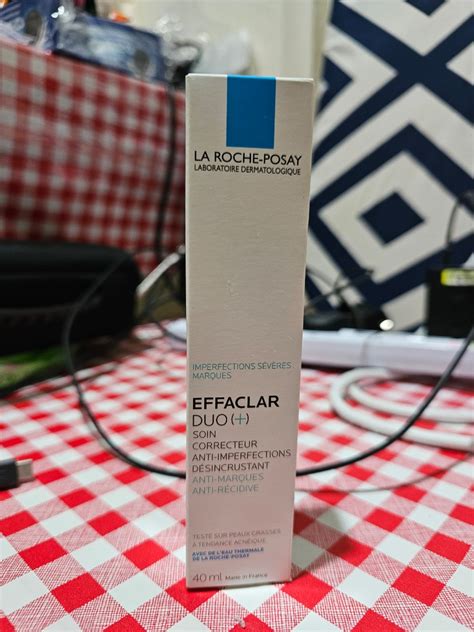 LA ROCHE-POSAY
LABORATOIRE DERMATOLOGIQUE
IMPERFECTIONS SÉVÈRES
MARQUES
EFFACLAR
DUO(+)
SOIN
CORRECTEUR
ANTI-IMPERFECTIONS
DÉSINCRUSTANT
ANTI-MARQUES
ANTI-RÉCIDIVE
TESTÉ SUR PEAUX GRASSES
À TENDANCE ACNÉIQUE
AVEC DE L'EAU THERMALE
DE LA ROCHE-POSAY
40 ml Made in France